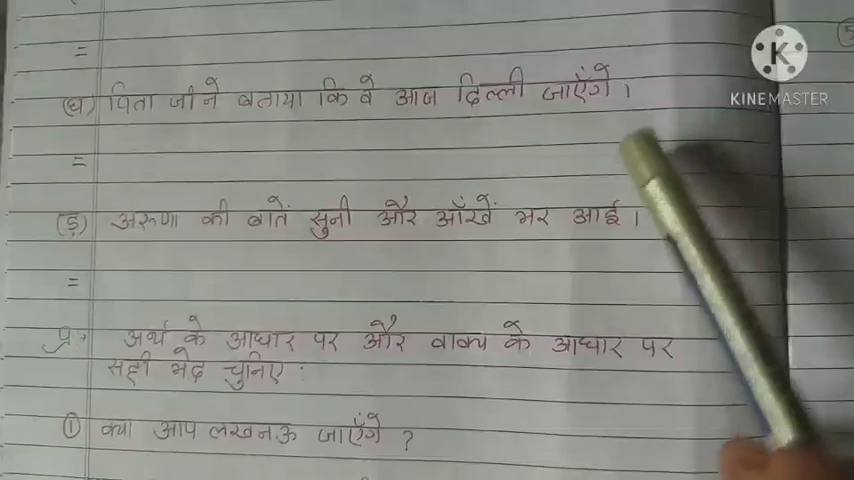 =
(घ) पिता जी ने बताया कि वे आज दिल्ली जाएंगे ।
=
(ड़) अरूणा की बातें सुनी और आँखें भर आई ।
=
प्र॰ अर्थ के आधार पर और वाक्य के आधार पर
सही भेद चुनिए :
① क्या आप लखनऊ जाएँगे ?
KINEMASTER